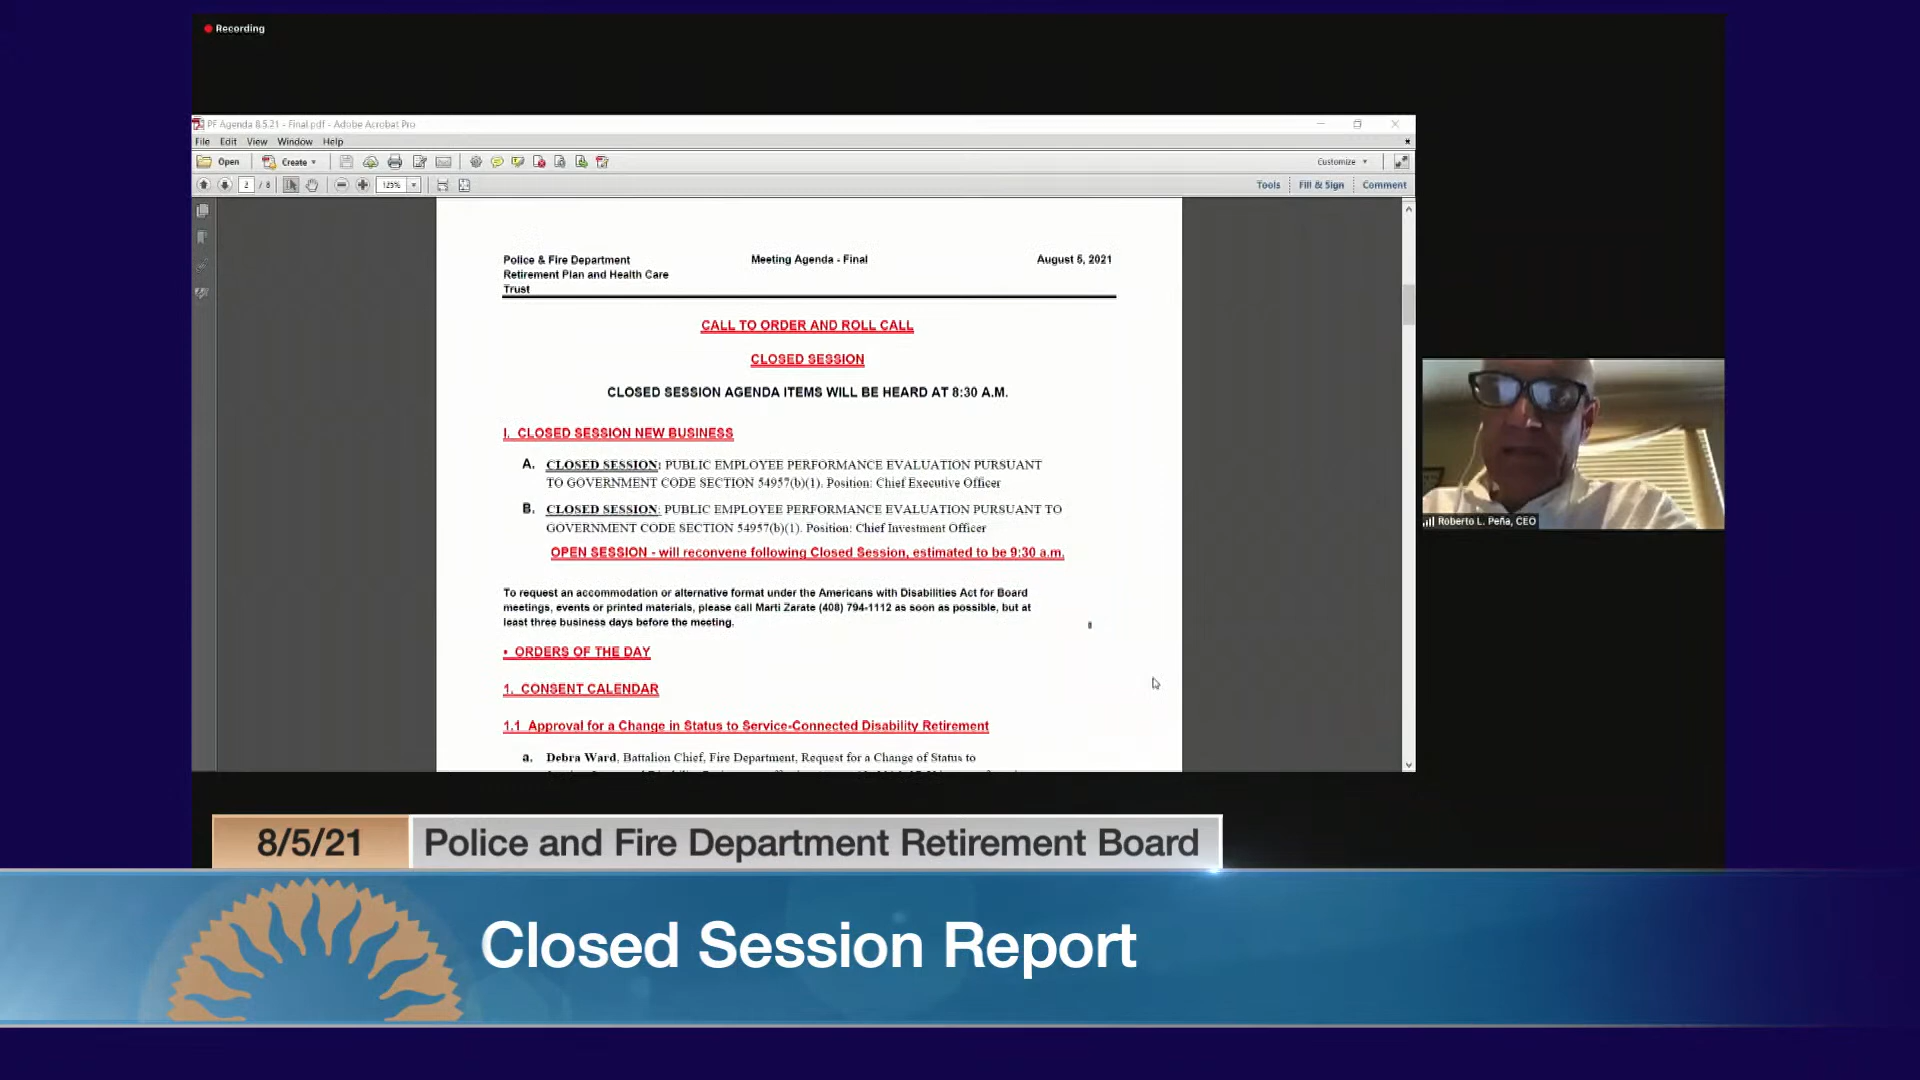 Recording
PF Agenda 8.5.21 - Final.pdf - Adobe Acrobat Pro
File Edit View Window Help
Open Create Customize
2 / 8 125% Tools Fill & Sign Comment
Police & Fire Department Meeting Agenda - Final August 5, 2021
Retirement Plan and Health Care
Trust
CALL TO ORDER AND ROLL CALL
CLOSED SESSION
CLOSED SESSION AGENDA ITEMS WILL BE HEARD AT 8:30 A.M.
I. CLOSED SESSION NEW BUSINESS
A. CLOSED SESSION: PUBLIC EMPLOYEE PERFORMANCE EVALUATION PURSUANT
TO GOVERNMENT CODE SECTION 54957(b)(1). Position: Chief Executive Officer
B. CLOSED SESSION: PUBLIC EMPLOYEE PERFORMANCE EVALUATION PURSUANT TO
GOVERNMENT CODE SECTION 54957(b)(1). Position: Chief Investment Officer
OPEN SESSION - will reconvene following Closed Session, estimated to be 9:30 a.m.
To request an accommodation or alternative format under the Americans with Disabilities Act for Board
meetings, events or printed materials, please call Marti Zarate (408) 794-1112 as soon as possible, but at
least three business days before the meeting.
• ORDERS OF THE DAY
1. CONSENT CALENDAR
1.1 Approval for a Change in Status to Service-Connected Disability Retirement
a. Debra Ward, Battalion Chief, Fire Department, Request for a Change of Status to
Roberto L. Peña, CEO
8/5/21 Police and Fire Department Retirement Board
Closed Session Report